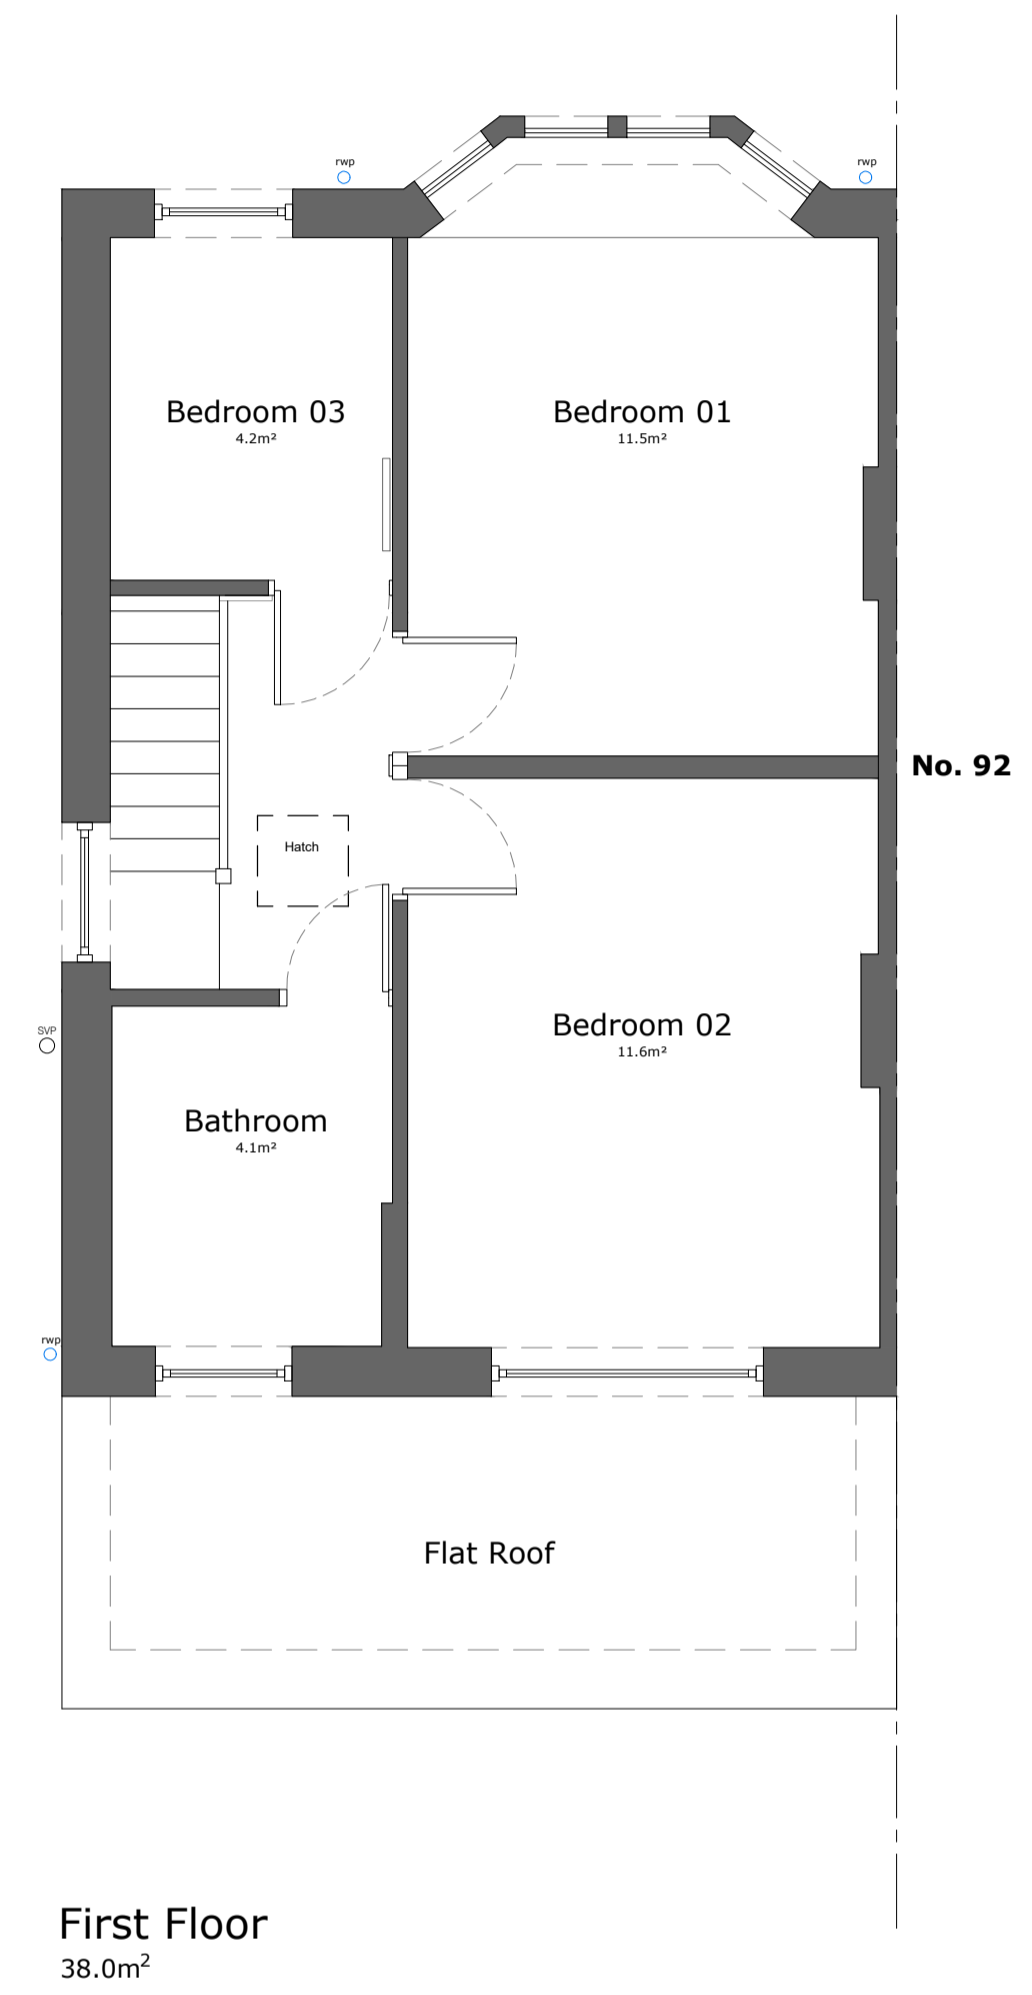 rwp
rwp
Bedroom 03
4.2m²
Bedroom 01
11.5m²
No. 92
Hatch
SVP
Bedroom 02
11.6m²
Bathroom
4.1m²
rwp
Flat Roof
First Floor
38.0m²